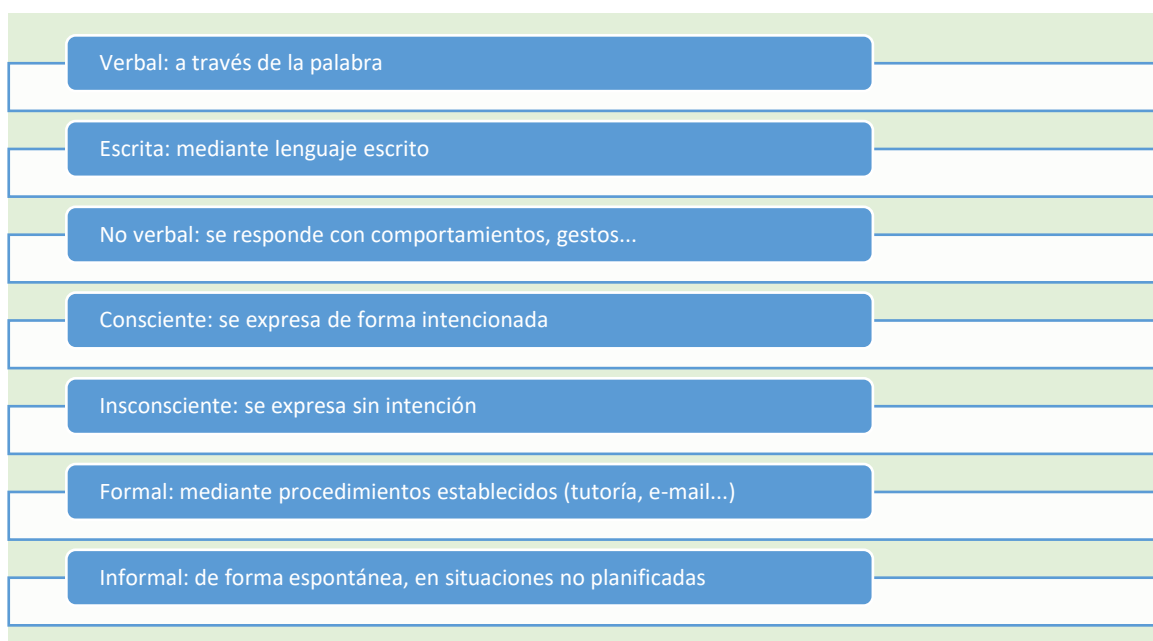 Verbal: a través de la palabra
Escrita: mediante lenguaje escrito
No verbal: se responde con comportamientos, gestos...
Consciente: se expresa de forma intencionada
Insconsciente: se expresa sin intención
Formal: mediante procedimientos establecidos (tutoría, e-mail...)
Informal: de forma espontánea, en situaciones no planificadas